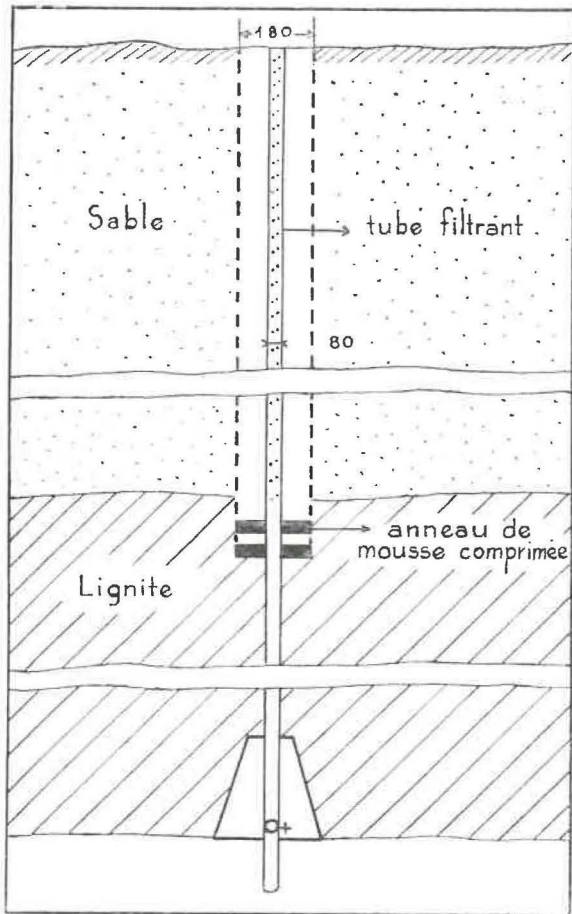 180
Sable
tube filtrant
80
anneau de
mousse comprimée
Lignite